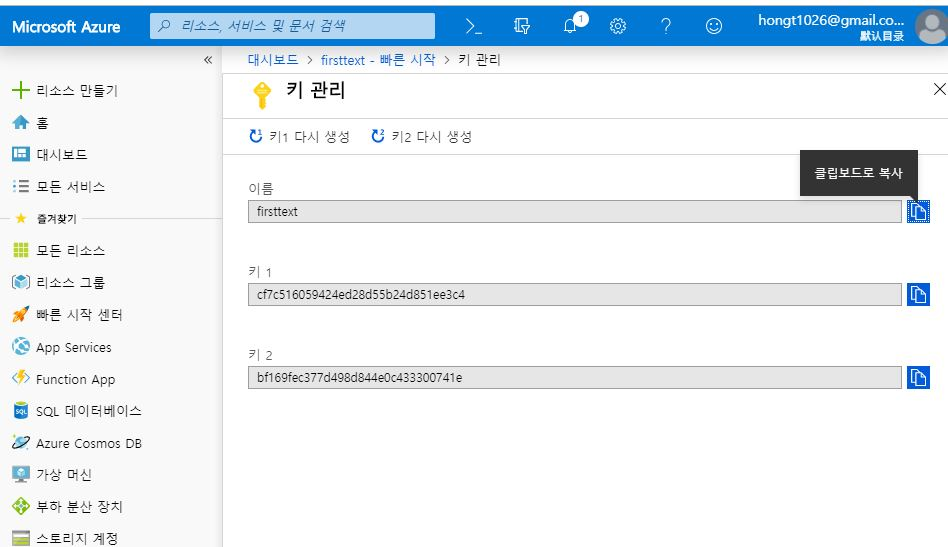 Microsoft Azure
리소스, 서비스 및 문서 검색
1
hongt1026@gmail.co...
默认目录
«
리소스 만들기
홈
대시보드
모든 서비스
즐겨찾기
모든 리소스
리소스 그룹
빠른 시작 센터
App Services
Function App
SQL 데이터베이스
Azure Cosmos DB
가상 머신
부하 분산 장치
스토리지 계정
대시보드 > firsttext - 빠른 시작 > 키 관리
키 관리
키1 다시 생성 키2 다시 생성
클립보드로 복사
이름
firsttext
키 1
cf7c516059424ed28d55b24d851ee3c4
키 2
bf169fec377d498d844e0c433300741e